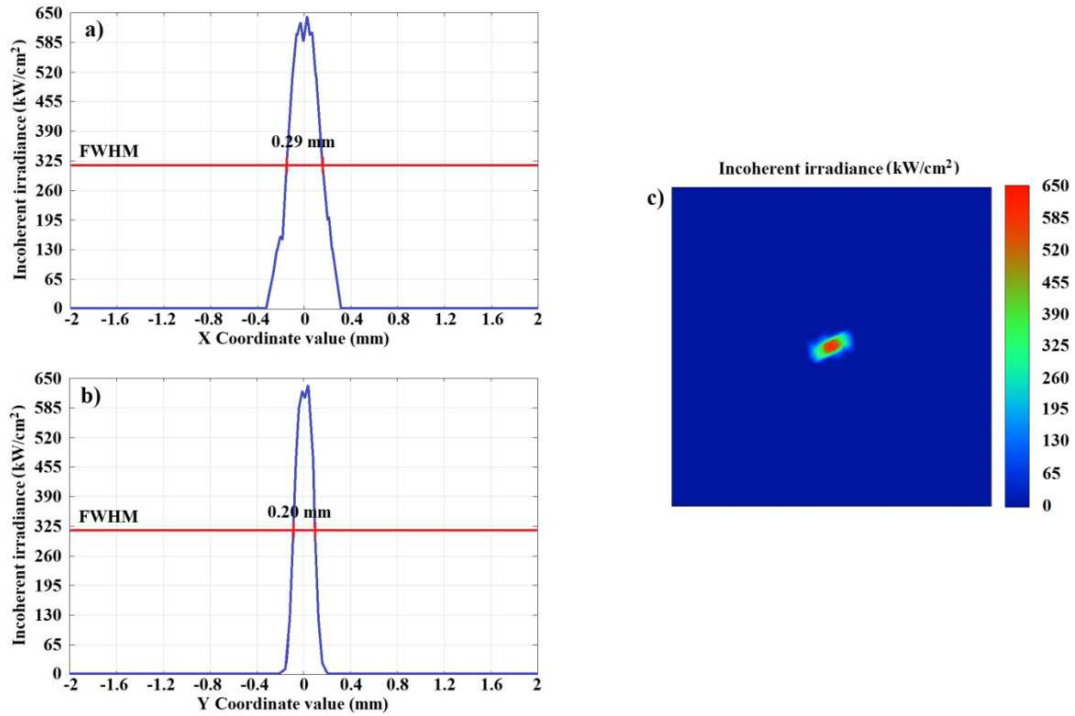 a)
Incoherent irradiance (kW/cm²)
650
585
520
455
390
325
260
195
130
65
0
FWHM
0.29 mm
-2 -1.6 -1.2 -0.8 -0.4 0 0.4 0.8 1.2 1.6 2
X Coordinate value (mm)
b)
Incoherent irradiance (kW/cm²)
650
585
520
455
390
325
260
195
130
65
0
FWHM
0.20 mm
-2 -1.6 -1.2 -0.8 -0.4 0 0.4 0.8 1.2 1.6 2
Y Coordinate value (mm)
Incoherent irradiance (kW/cm²)
c)
650
585
520
455
390
325
260
195
130
65
0